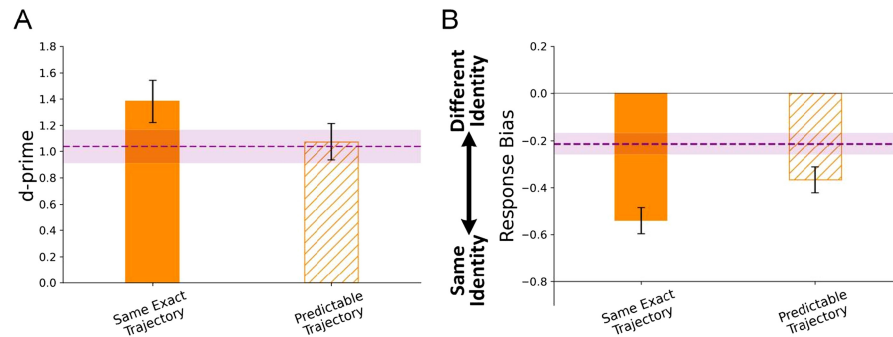 A
1.8
1.6
1.4
1.2
1.0
0.8
0.6
0.4
0.2
0.0
d-prime
Same Exact
Trajectory
Predictable
Trajectory
B
Different
Identity
Same
Identity
Response Bias
0.2
0.0
−0.2
−0.4
−0.6
−0.8
Same Exact
Trajectory
Predictable
Trajectory